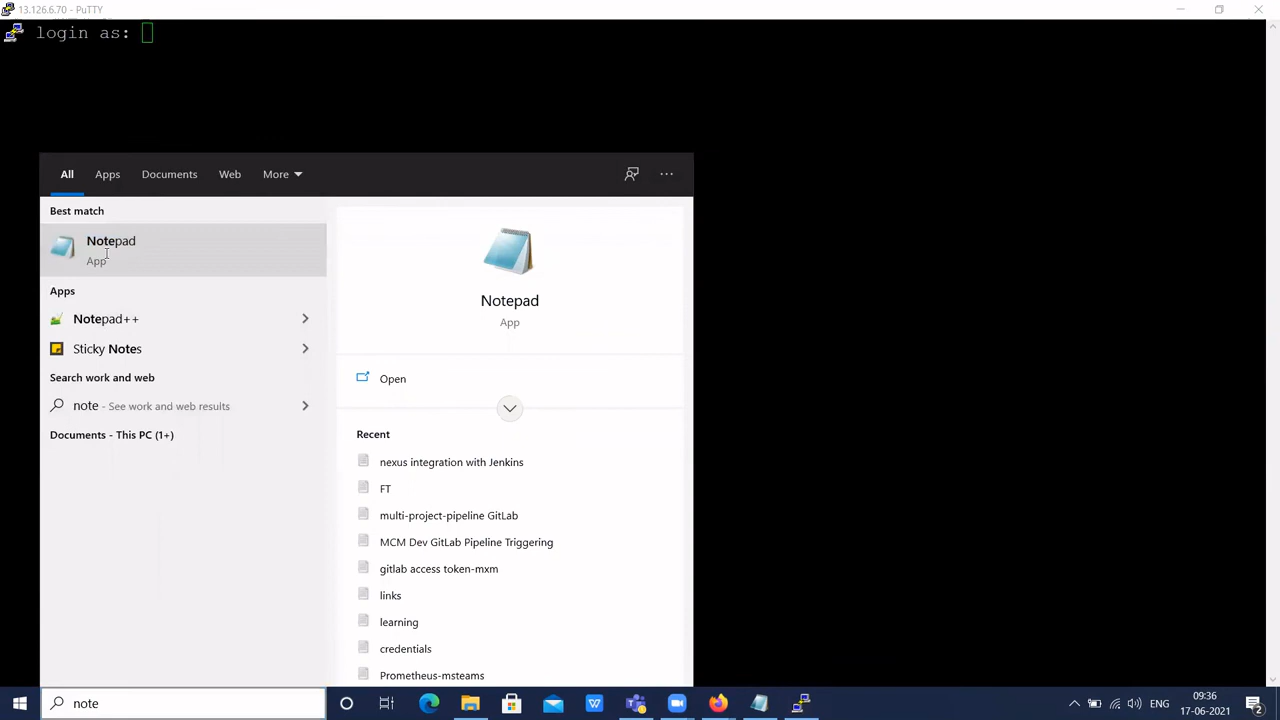 13.126.6.70 - PuTTY
login as:
All Apps Documents Web More
Best match
Notepad
App
Apps
Notepad++
Sticky Notes
Search work and web
note - See work and web results
Documents - This PC (1+)
Notepad
App
Open
Recent
nexus integration with Jenkins
FT
multi-project-pipeline GitLab
MCM Dev GitLab Pipeline Triggering
gitlab access token-mxm
links
learning
credentials
Prometheus-msteams
note
ENG
09:36
17-06-2021
2